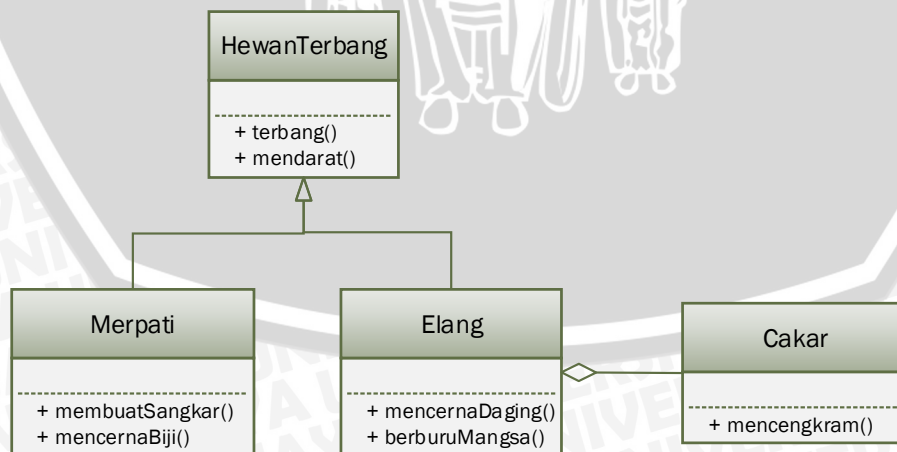 HewanTerbang
+ terbang()
+ mendarat()
Merpati
+ membuatSangkar()
+ mencernaBiji()
Elang
+ mencernaDaging()
+ berburuMangsa()
Cakar
+ mencengkram()